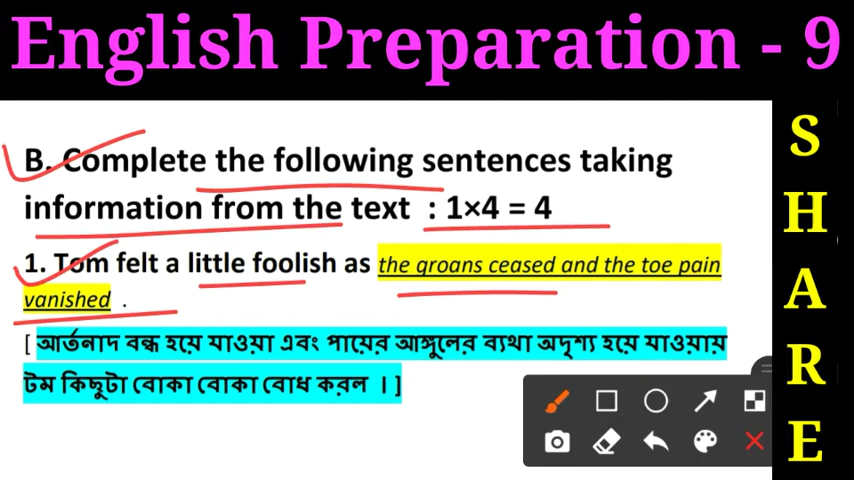 English Preparation - 9
B. Complete the following sentences taking
information from the text : 1×4 = 4
1. Tom felt a little foolish as the groans ceased and the toe pain
vanished .
[ আর্তনাদ বন্ধ হয়ে যাওয়া এবং পায়ের আঙ্গুলের ব্যথা অদৃশ্য হয়ে যাওয়ায়
টম কিছুটা বোকা বোকা বোধ করল । ]
S
H
A
R
E